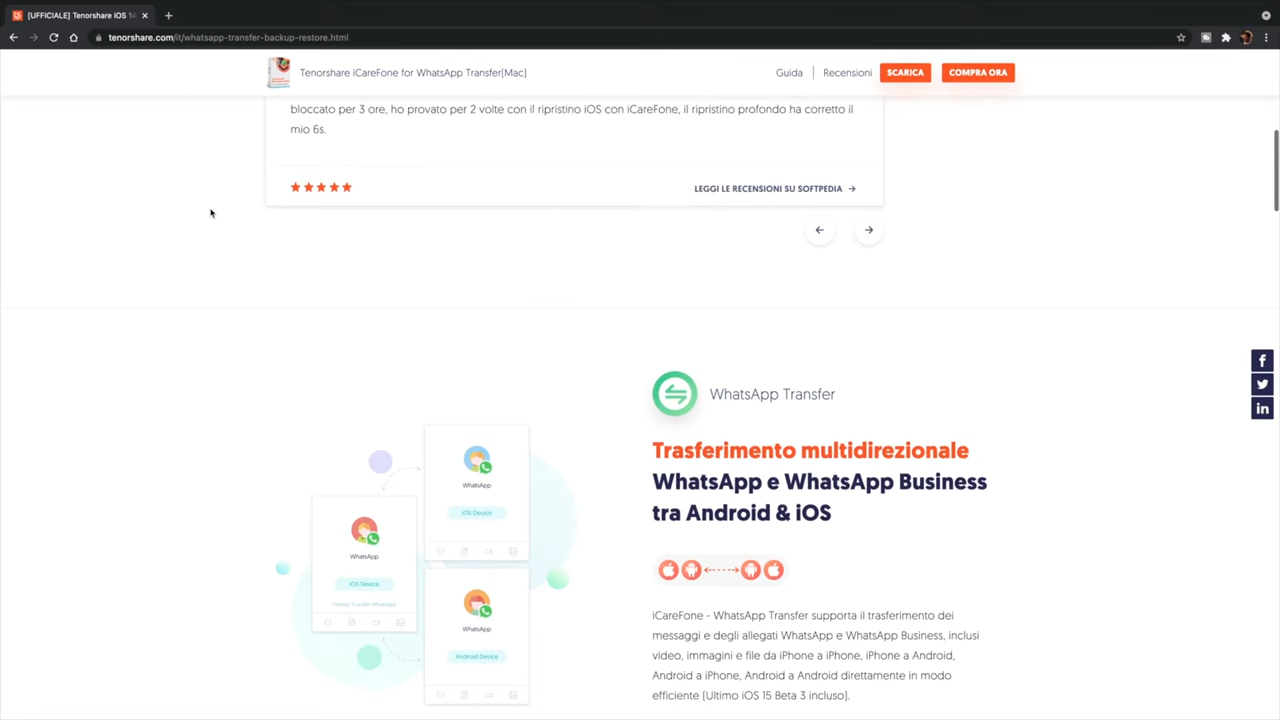 [UFFICIALE] Tenorshare iOS 14
tenorshare.com/it/whatsapp-transfer-backup-restore.html
Tenorshare iCareFone for WhatsApp Transfer[Mac]
Guida
Recensioni
SCARICA
COMPRA ORA
bloccato per 3 ore, ho provato per 2 volte con il ripristino iOS con iCareFone, il ripristino profondo ha corretto il
mio 6s.
LEGGI LE RECENSIONI SU SOFTPEDIA
WhatsApp Transfer
Trasferimento multidirezionale
WhatsApp e WhatsApp Business
tra Android & iOS
WhatsApp
iOS Device
WhatsApp
iOS Device
WhatsApp
Android Device
iCareFone - WhatsApp Transfer supporta il trasferimento dei
messaggi e degli allegati WhatsApp e WhatsApp Business, inclusi
video, immagini e file da iPhone a iPhone, iPhone a Android,
Android a iPhone, Android a Android direttamente in modo
efficiente [Ultimo iOS 15 Beta 3 incluso].